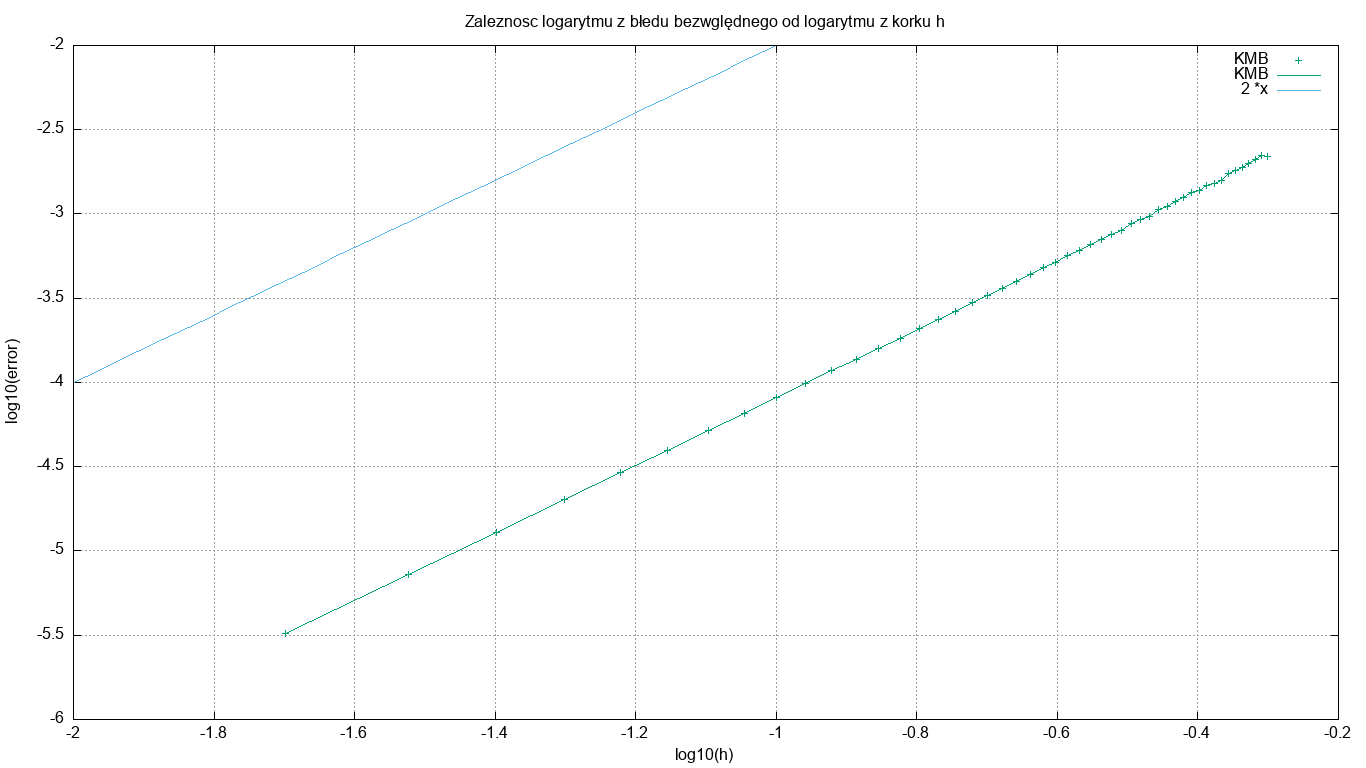 Zaleznosc logarytmu z błedu bezwględnego od logarytmu z korku h
KMB
KMB
2 *x
-2
-2.5
-3
-3.5
-4
-4.5
-5
-5.5
-6
log10(error)
-2 -1.8 -1.6 -1.4 -1.2 -1 -0.8 -0.6 -0.4 -0.2
log10(h)